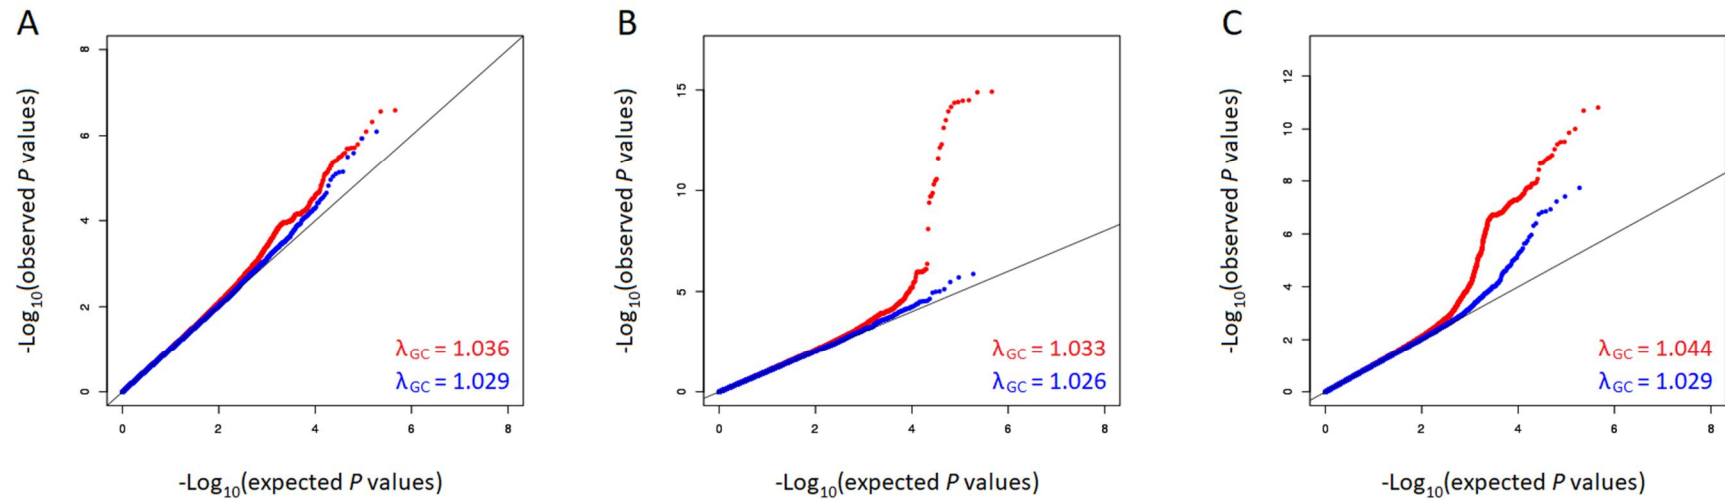 A
-Log10(observed P values)
8
6
4
2
0
λGC = 1.036
λGC = 1.029
0 2 4 6 8
-Log10(expected P values)
B
-Log10(observed P values)
15
10
5
0
λGC = 1.033
λGC = 1.026
0 2 4 6 8
-Log10(expected P values)
C
-Log10(observed P values)
12
10
8
6
4
2
0
λGC = 1.044
λGC = 1.029
0 2 4 6 8
-Log10(expected P values)